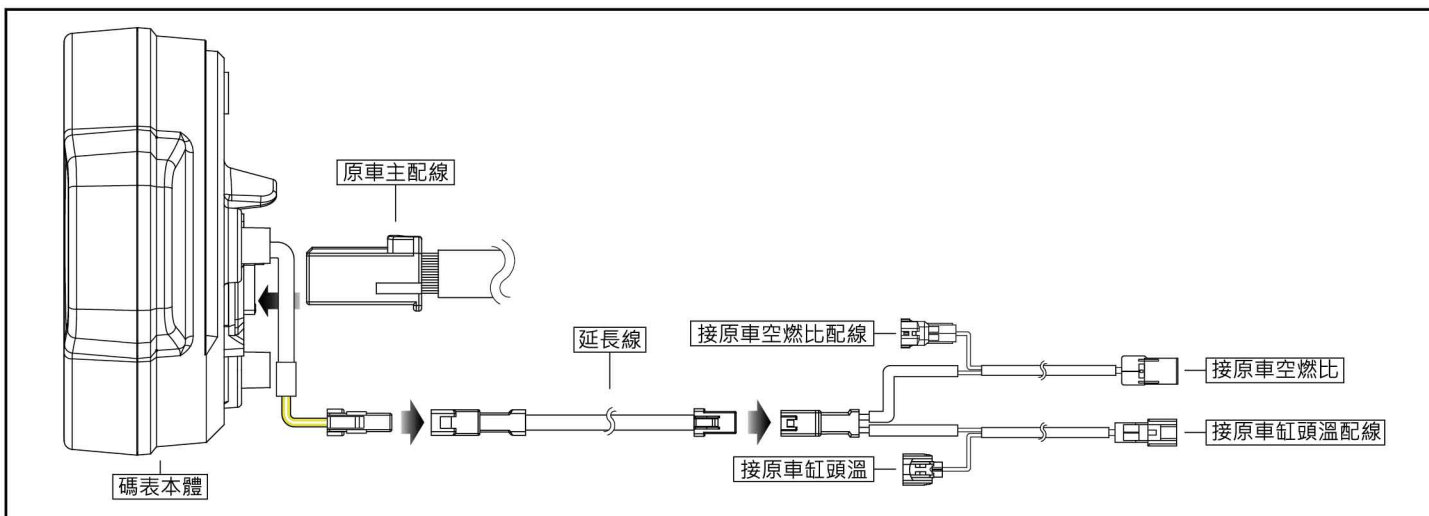 原車主配線
延長線
接原車空燃比配線
接原車空燃比
接原車缸頭溫配線
接原車缸頭溫
碼表本體